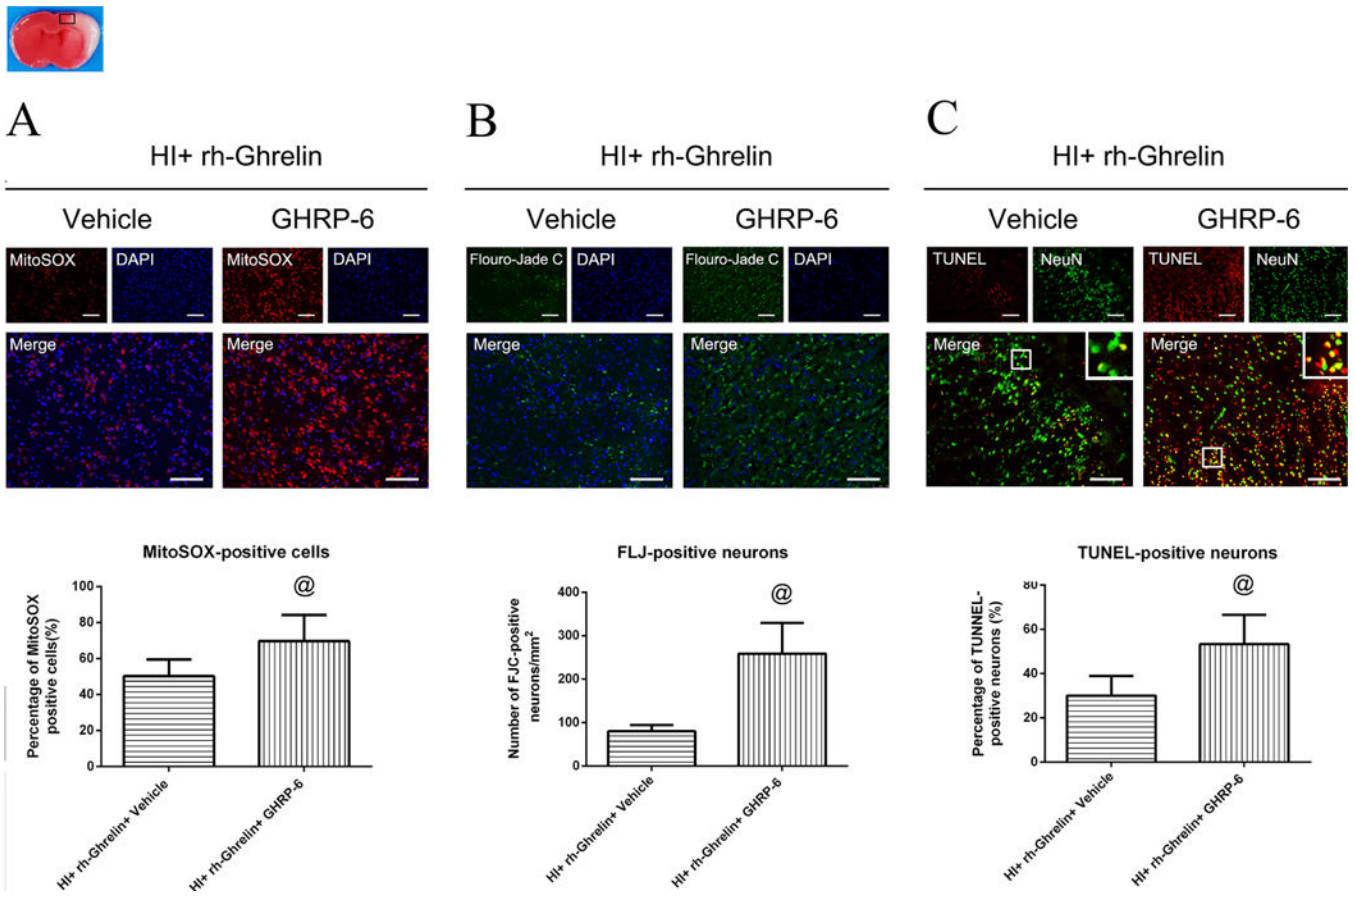 A
HI+ rh-Ghrelin
Vehicle
GHRP-6
MitoSOX
DAPI
MitoSOX
DAPI
Merge
Merge
MitoSOX-positive cells
Percentage of MitoSOX
positive cells(%)
100
80
60
40
20
0
@
HI+ rh-Ghrelin+ Vehicle
HI+ rh-Ghrelin+ GHRP-6
B
HI+ rh-Ghrelin
Vehicle
GHRP-6
Flouro-Jade C
DAPI
Flouro-Jade C
DAPI
Merge
Merge
FLJ-positive neurons
Number of FJC-positive
neurons/mm2
400
300
200
100
0
@
HI+ rh-Ghrelin+ Vehicle
HI+ rh-Ghrelin+ GHRP-6
C
HI+ rh-Ghrelin
Vehicle
GHRP-6
TUNEL
NeuN
TUNEL
NeuN
Merge
Merge
TUNEL-positive neurons
Percentage of TUNNEL-
positive neurons (%)
80
60
40
20
0
@
HI+ rh-Ghrelin+ Vehicle
HI+ rh-Ghrelin+ GHRP-6